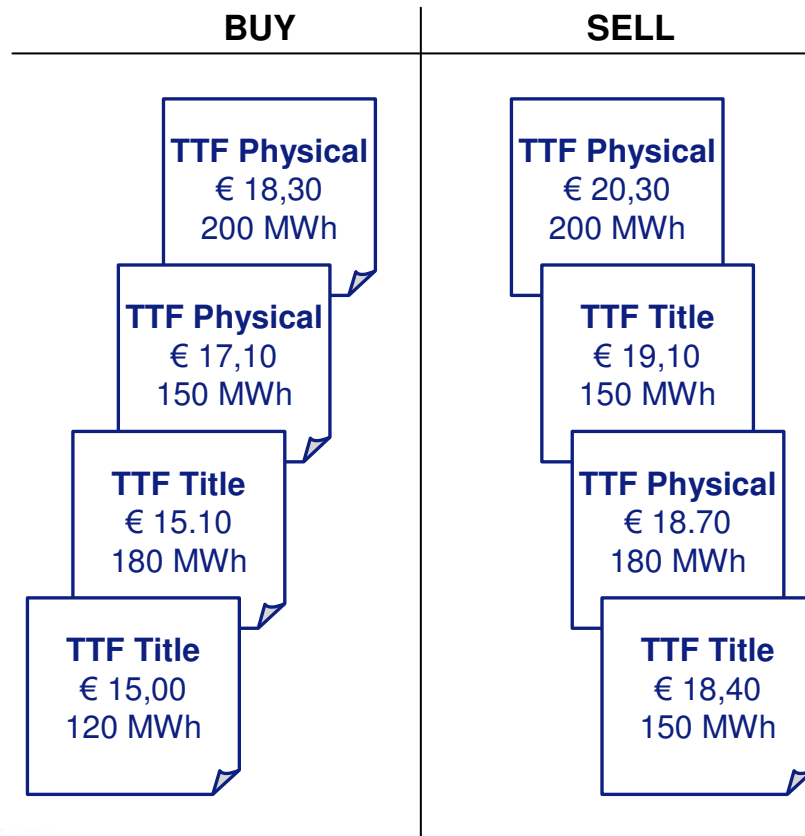 BUY
SELL
TTF Physical
€ 18,30
200 MWh
TTF Physical
€ 17,10
150 MWh
TTF Title
€ 15.10
180 MWh
TTF Title
€ 15,00
120 MWh
TTF Physical
€ 20,30
200 MWh
TTF Title
€ 19,10
150 MWh
TTF Physical
€ 18.70
180 MWh
TTF Title
€ 18,40
150 MWh